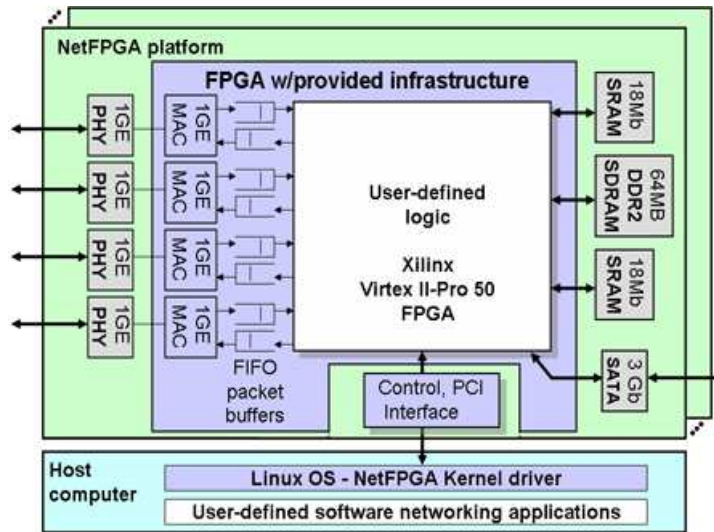 NetFPGA platform
FPGA w/provided infrastructure
1GE
PHY
1GE
MAC
1GE
PHY
1GE
MAC
1GE
PHY
1GE
MAC
1GE
PHY
1GE
MAC
FIFO
packet
buffers
User-defined
logic
Xilinx
Virtex II-Pro 50
FPGA
18Mb
SRAM
64MB
DDR2
SDRAM
18Mb
SRAM
3 Gb
SATA
Control, PCI
Interface
Host
computer
Linux OS - NetFPGA Kernel driver
User-defined software networking applications